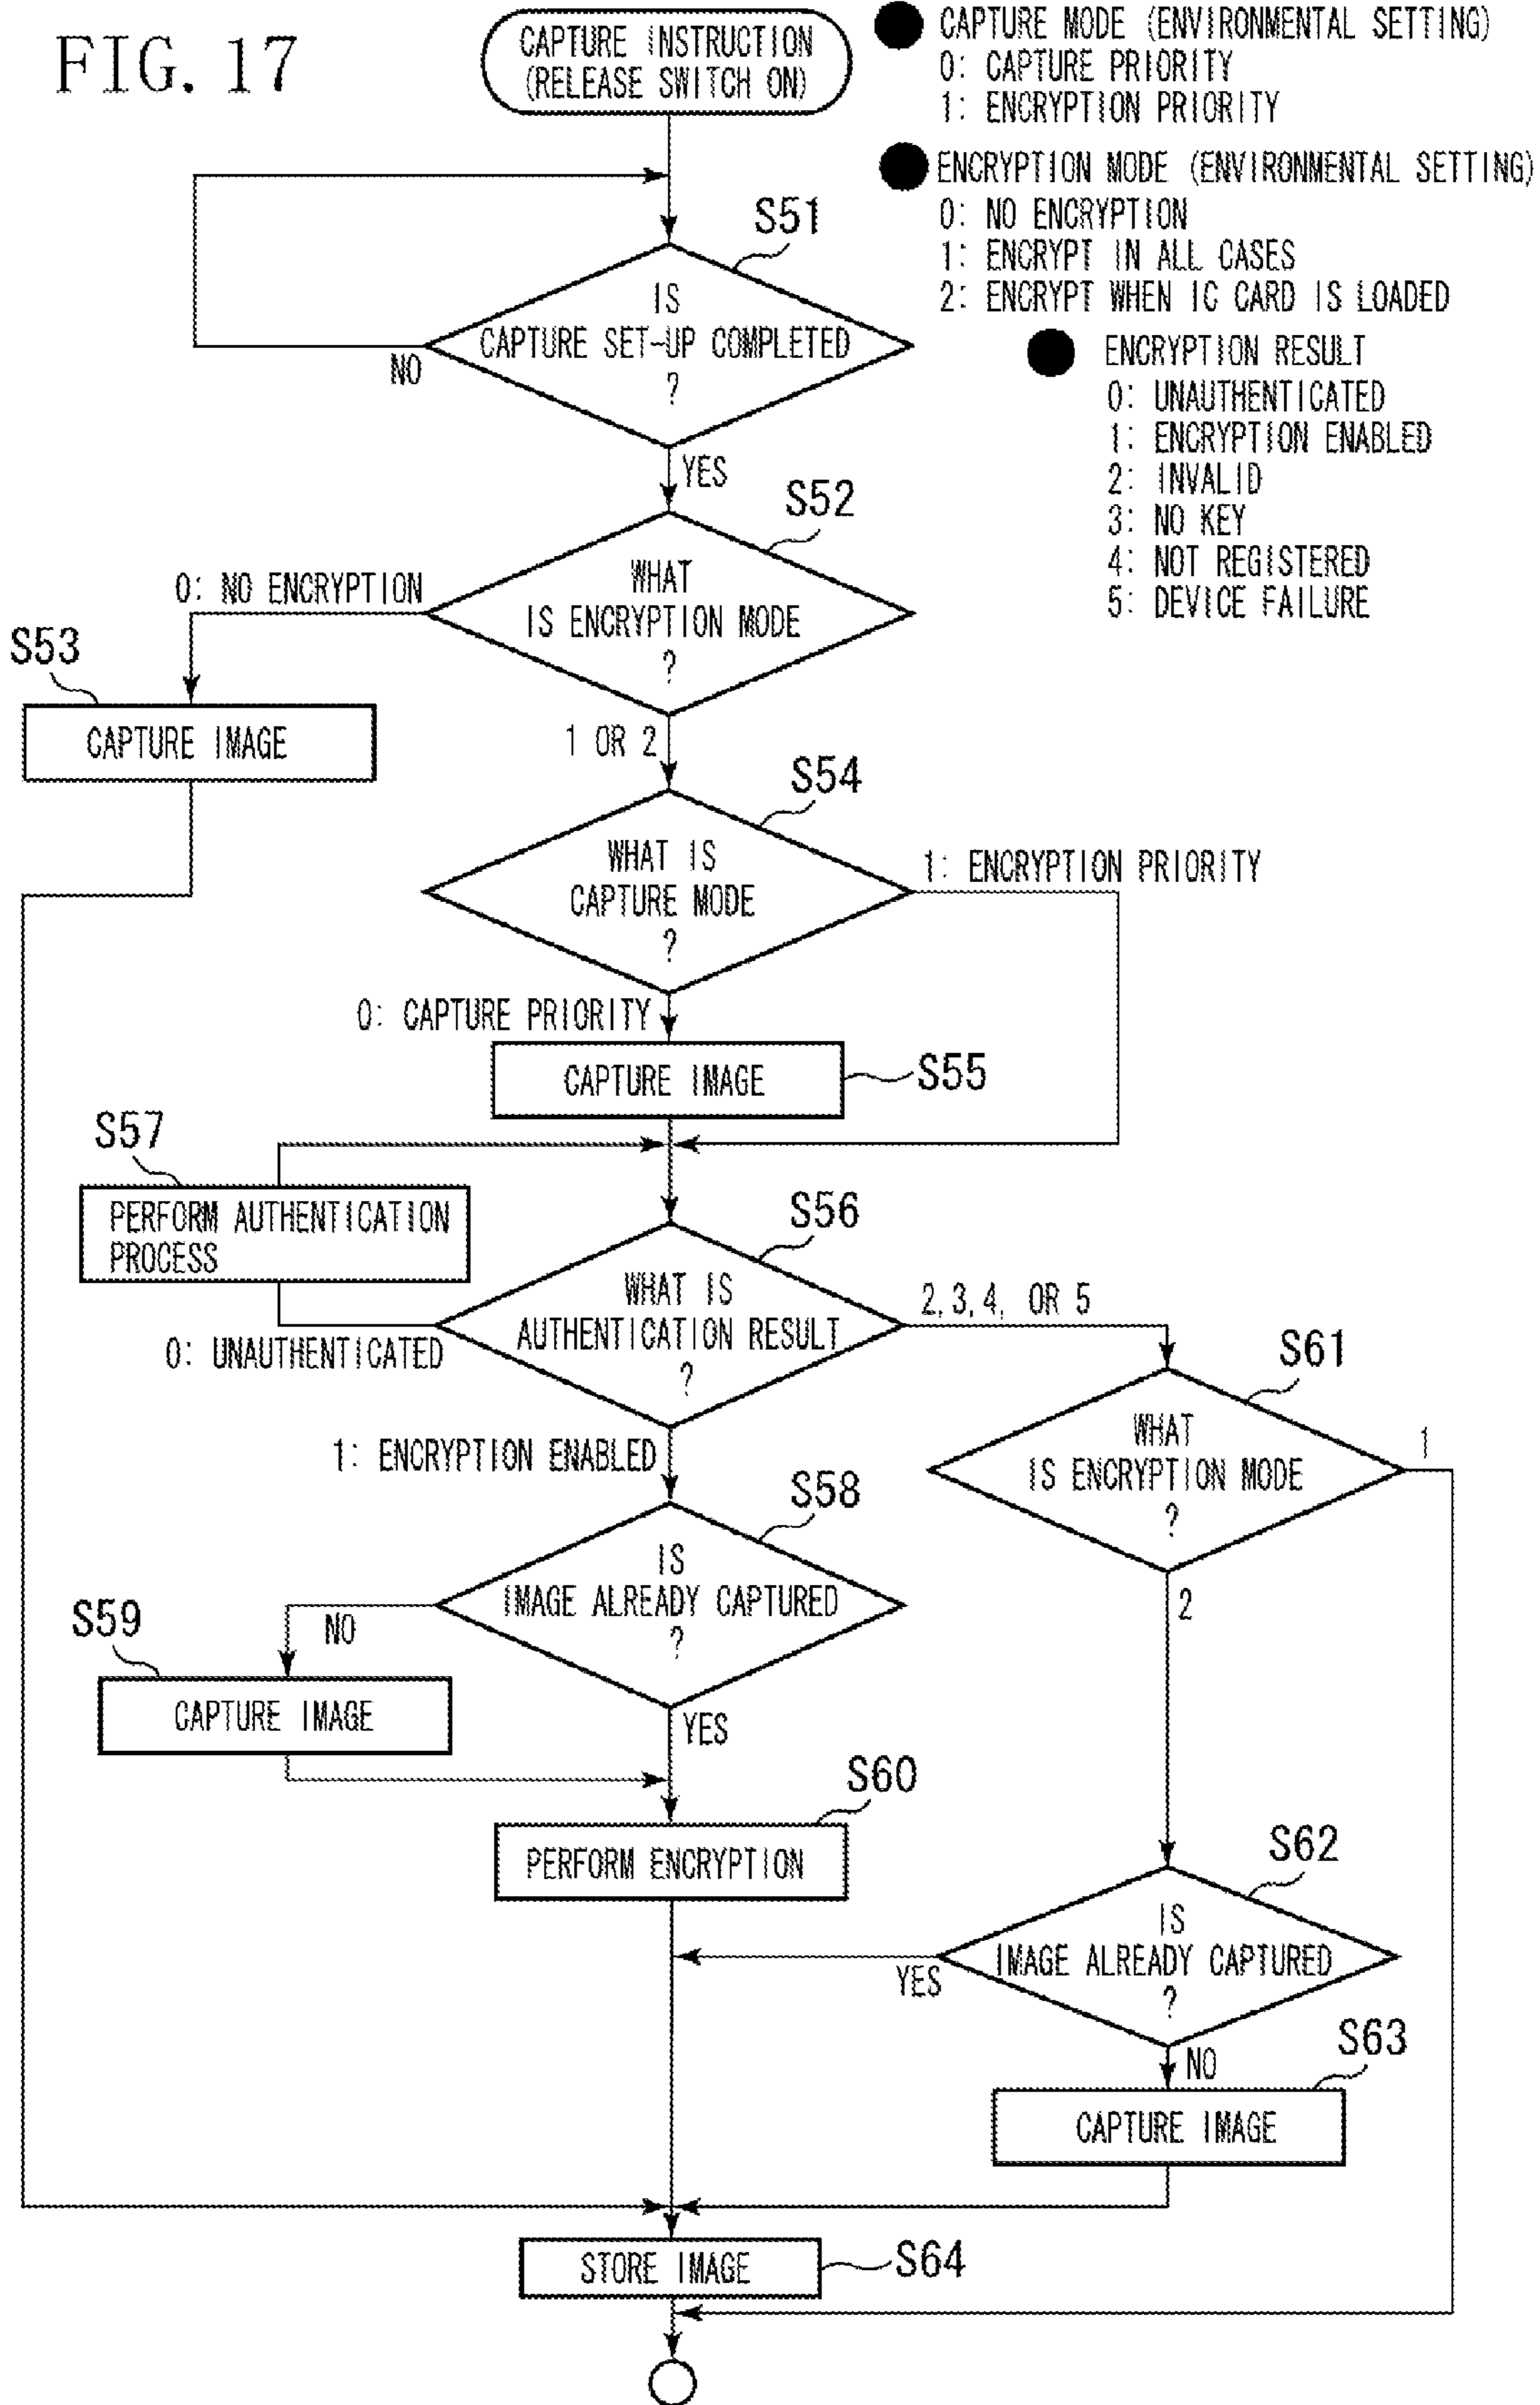 FIG. 17
CAPTURE INSTRUCTION
(RELEASE SWITCH ON)
CAPTURE MODE (ENVIRONMENTAL SETTING)
0: CAPTURE PRIORITY
1: ENCRYPTION PRIORITY
ENCRYPTION MODE (ENVIRONMENTAL SETTING)
0: NO ENCRYPTION
1: ENCRYPT IN ALL CASES
2: ENCRYPT WHEN IC CARD IS LOADED
ENCRYPTION RESULT
0: UNAUTHENTICATED
1: ENCRYPTION ENABLED
2: INVALID
3: NO KEY
4: NOT REGISTERED
5: DEVICE FAILURE
S51
IS
CAPTURE SET-UP COMPLETED
?
NO
YES
S52
WHAT
IS ENCRYPTION MODE
?
0: NO ENCRYPTION
S53
CAPTURE IMAGE
1 OR 2
S54
WHAT IS
CAPTURE MODE
?
1: ENCRYPTION PRIORITY
0: CAPTURE PRIORITY
CAPTURE IMAGE
S55
S57
PERFORM AUTHENTICATION
PROCESS
S56
WHAT IS
AUTHENTICATION RESULT
?
0: UNAUTHENTICATED
2, 3, 4, OR 5
1: ENCRYPTION ENABLED
S61
WHAT
IS ENCRYPTION MODE
?
1
2
S58
IS
IMAGE ALREADY CAPTURED
?
NO
S59
CAPTURE IMAGE
YES
S60
PERFORM ENCRYPTION
S62
IS
IMAGE ALREADY CAPTURED
?
YES
NO
S63
CAPTURE IMAGE
STORE IMAGE
S64